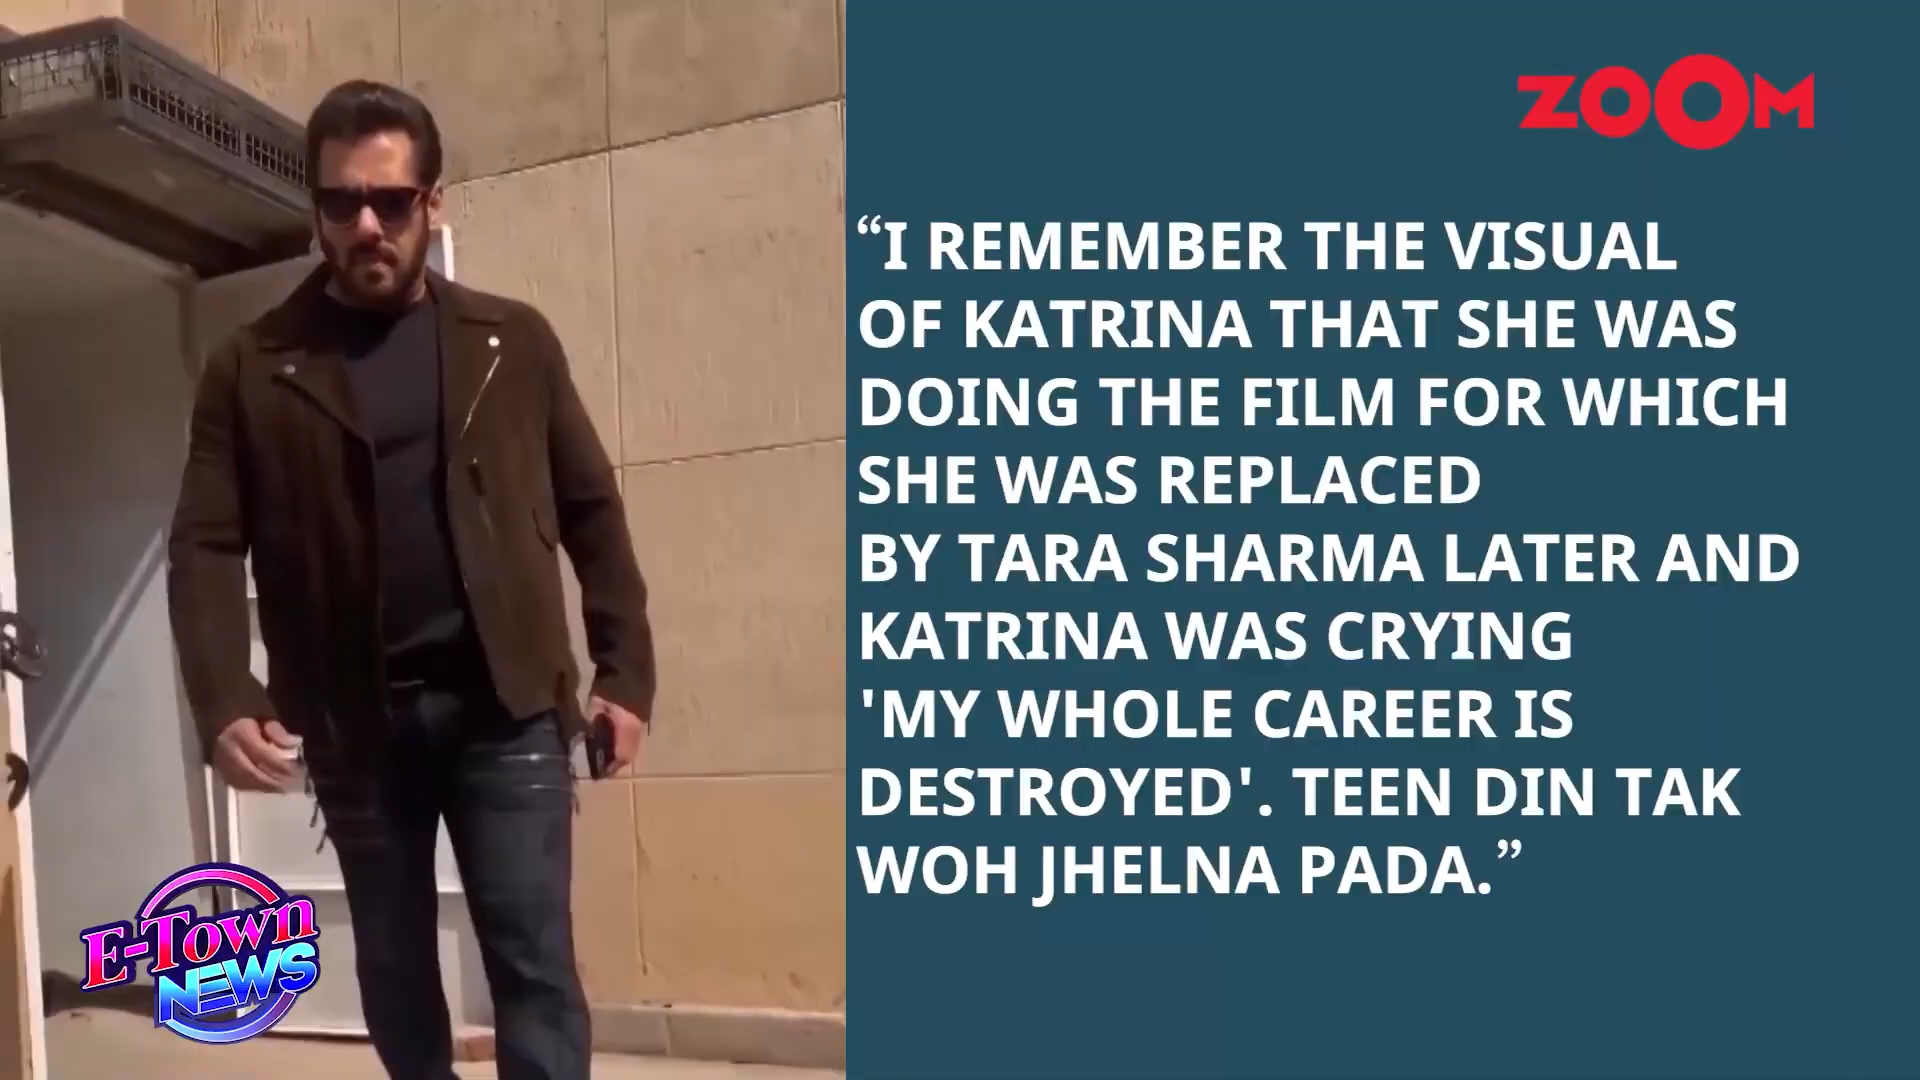 ZOOM
“I REMEMBER THE VISUAL
OF KATRINA THAT SHE WAS
DOING THE FILM FOR WHICH
SHE WAS REPLACED
BY TARA SHARMA LATER AND
KATRINA WAS CRYING
'MY WHOLE CAREER IS
DESTROYED'. TEEN DIN TAK
WOH JHELNA PADA.”
E-TOWN
NEWS